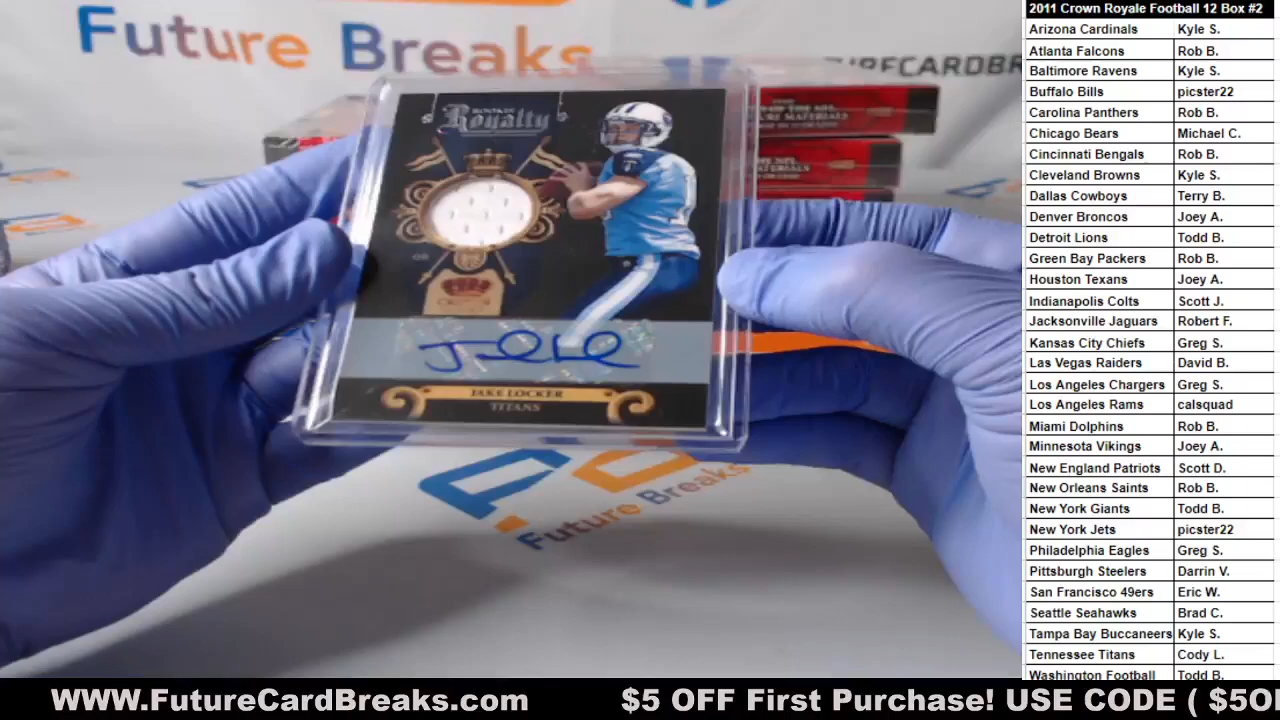 Future Breaks
FUTURECARDBR
ROOKIE
Royalty
CROWN
JAKE LOCKER
TITANS
Future Breaks
2011 Crown Royale Football 12 Box #2
Arizona Cardinals Kyle S.
Atlanta Falcons Rob B.
Baltimore Ravens Kyle S.
Buffalo Bills picster22
Carolina Panthers Rob B.
Chicago Bears Michael C.
Cincinnati Bengals Rob B.
Cleveland Browns Kyle S.
Dallas Cowboys Terry B.
Denver Broncos Joey A.
Detroit Lions Todd B.
Green Bay Packers Rob B.
Houston Texans Joey A.
Indianapolis Colts Scott J.
Jacksonville Jaguars Robert F.
Kansas City Chiefs Greg S.
Las Vegas Raiders David B.
Los Angeles Chargers Greg S.
Los Angeles Rams calsquad
Miami Dolphins Rob B.
Minnesota Vikings Joey A.
New England Patriots Scott D.
New Orleans Saints Rob B.
New York Giants Todd B.
New York Jets picster22
Philadelphia Eagles Greg S.
Pittsburgh Steelers Darrin V.
San Francisco 49ers Eric W.
Seattle Seahawks Brad C.
Tampa Bay Buccaneers Kyle S.
Tennessee Titans Cody L.
Washington Football Todd B.
WWW.FutureCardBreaks.com $5 OFF First Purchase! USE CODE ( $5O